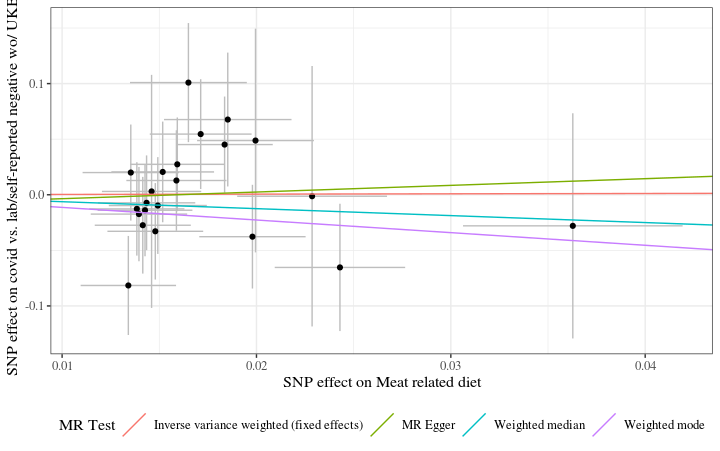 SNP effect on covid vs. lab/self-reported negative wo/ UKE
0.1
0.0
-0.1
0.01
0.02
0.03
0.04
SNP effect on Meat related diet
MR Test
Inverse variance weighted (fixed effects)
MR Egger
Weighted median
Weighted mode